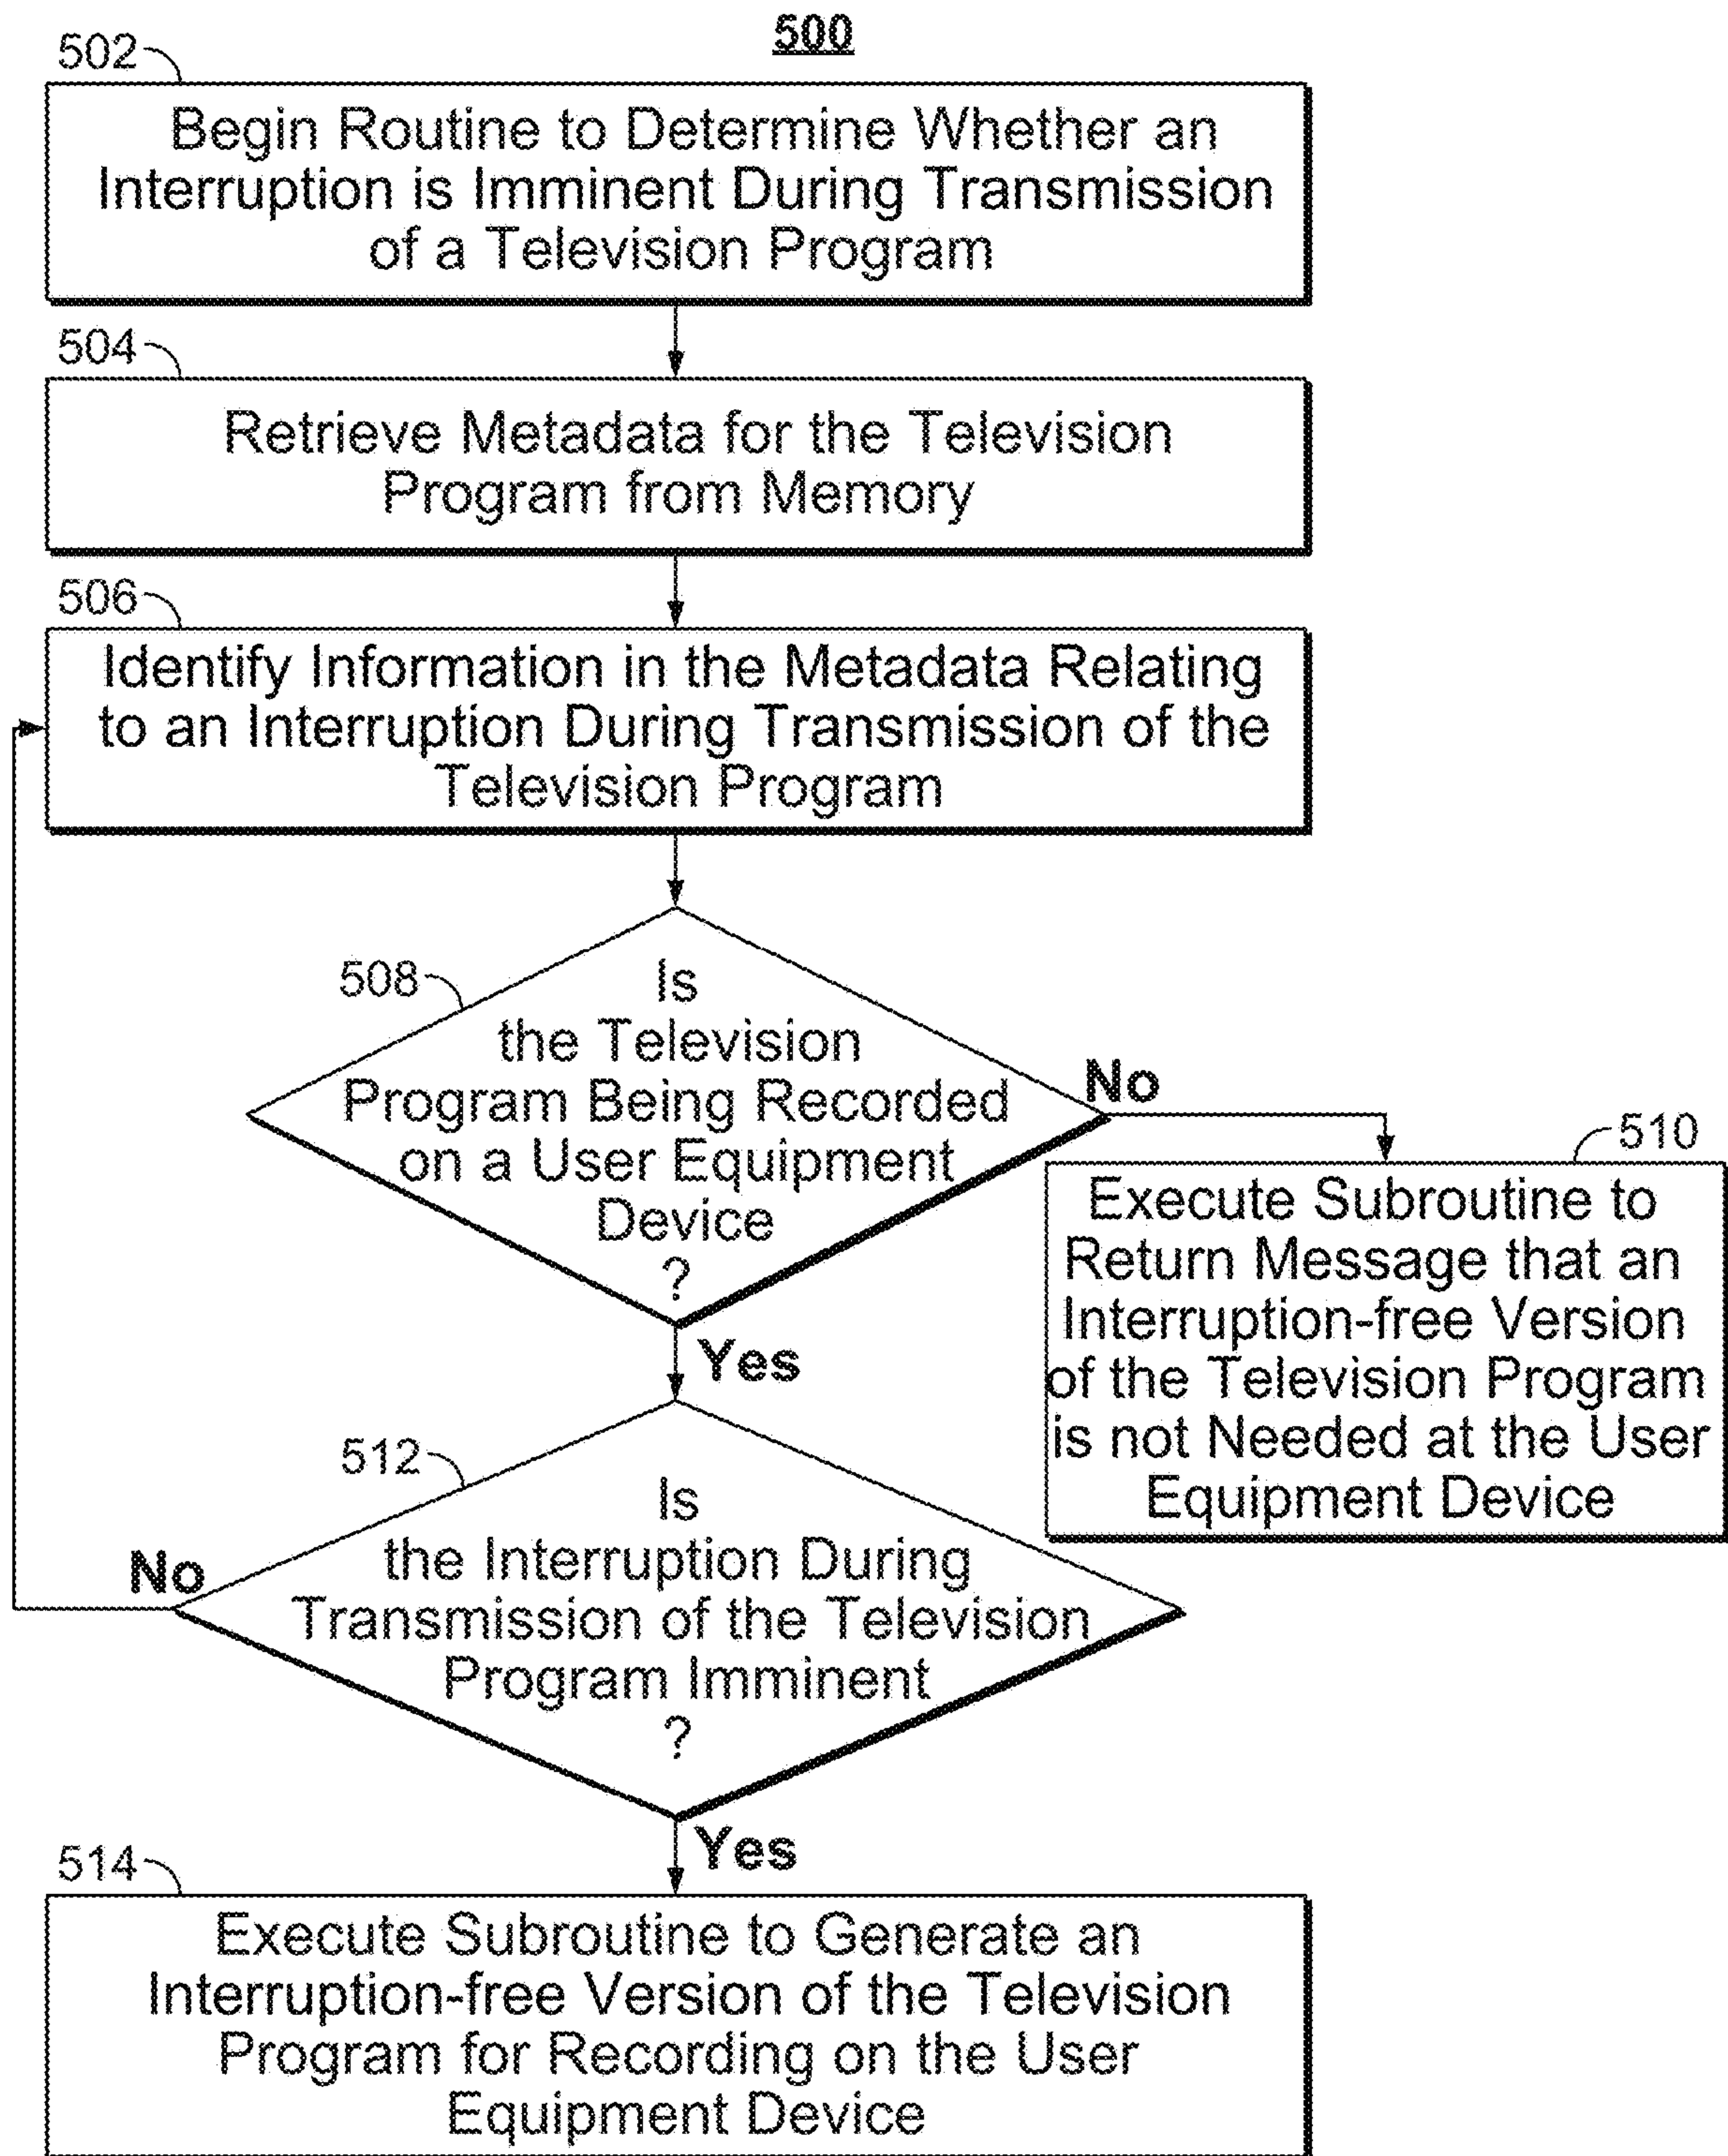 500
502
Begin Routine to Determine Whether an
Interruption is Imminent During Transmission
of a Television Program
504
Retrieve Metadata for the Television
Program from Memory
506
Identify Information in the Metadata Relating
to an Interruption During Transmission of the
Television Program
508
Is
the Television
Program Being Recorded
on a User Equipment
Device
?
No
510
Execute Subroutine to
Return Message that an
Interruption-free Version
of the Television Program
is not Needed at the User
Equipment Device
Yes
512
Is
the Interruption During
Transmission of the Television
Program Imminent
?
No
Yes
514
Execute Subroutine to Generate an
Interruption-free Version of the Television
Program for Recording on the User
Equipment Device